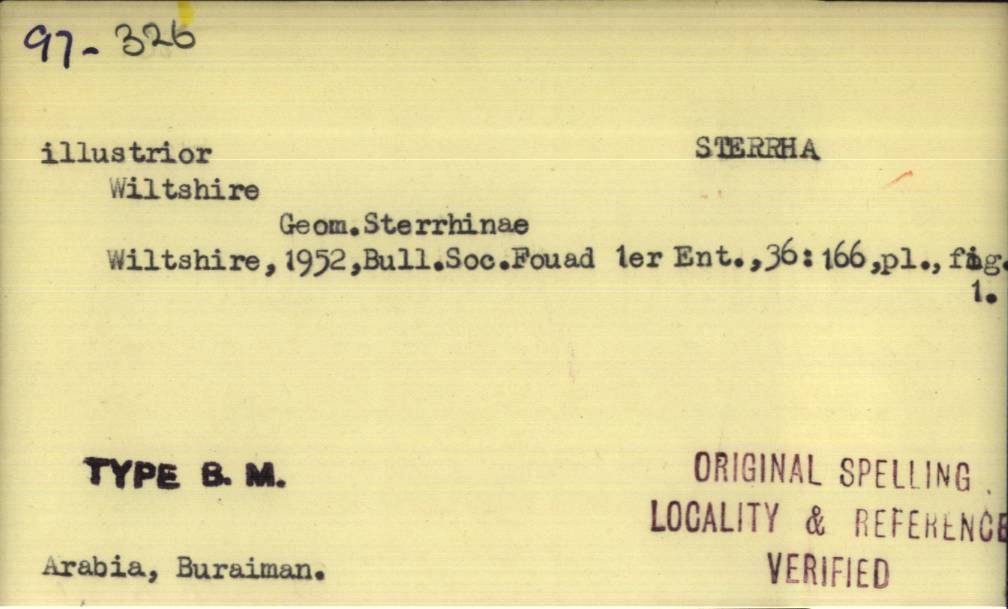 97-326
illustrior STERRHA
Wiltshire
Geom.Sterrhinae
Wiltshire,1952,Bull.Soc.Fouad 1er Ent.,36:166,pl.,fig.
1.
TYPE B. M.
ORIGINAL SPELLING
LOCALITY & REFERENCE
VERIFIED
Arabia, Buraiman.